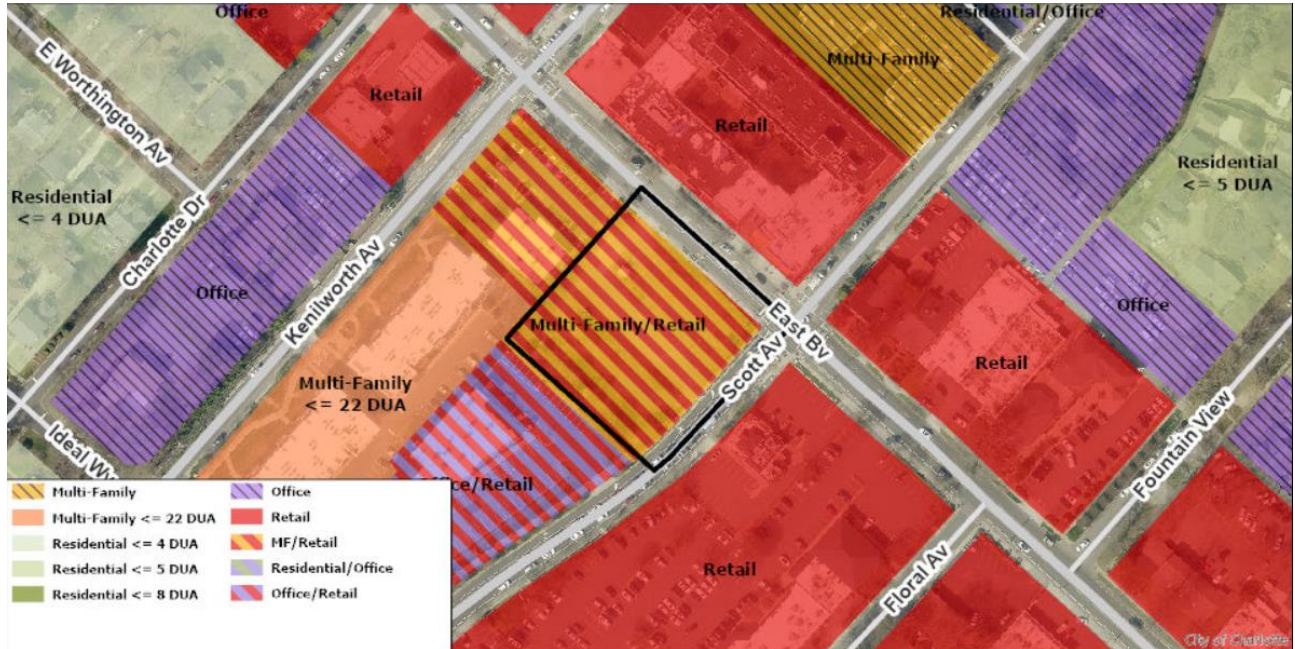 Office
Residential/Office
E Worthington Av
Retail
Multi-Family
Retail
Residential
<= 4 DUA
Residential
<= 5 DUA
Charlotte Dr
Office
Kenilworth Av
Office
Multi-Family/Retail
East Bv
Scott Av
Retail
Multi-Family
<= 22 DUA
Ideal Wy
Fountain View
ffice/Retail
Retail
Floral Av
Multi-Family
Multi-Family <= 22 DUA
Residential <= 4 DUA
Residential <= 5 DUA
Residential <= 8 DUA
Office
Retail
MF/Retail
Residential/Office
Office/Retail
City of Charlotte